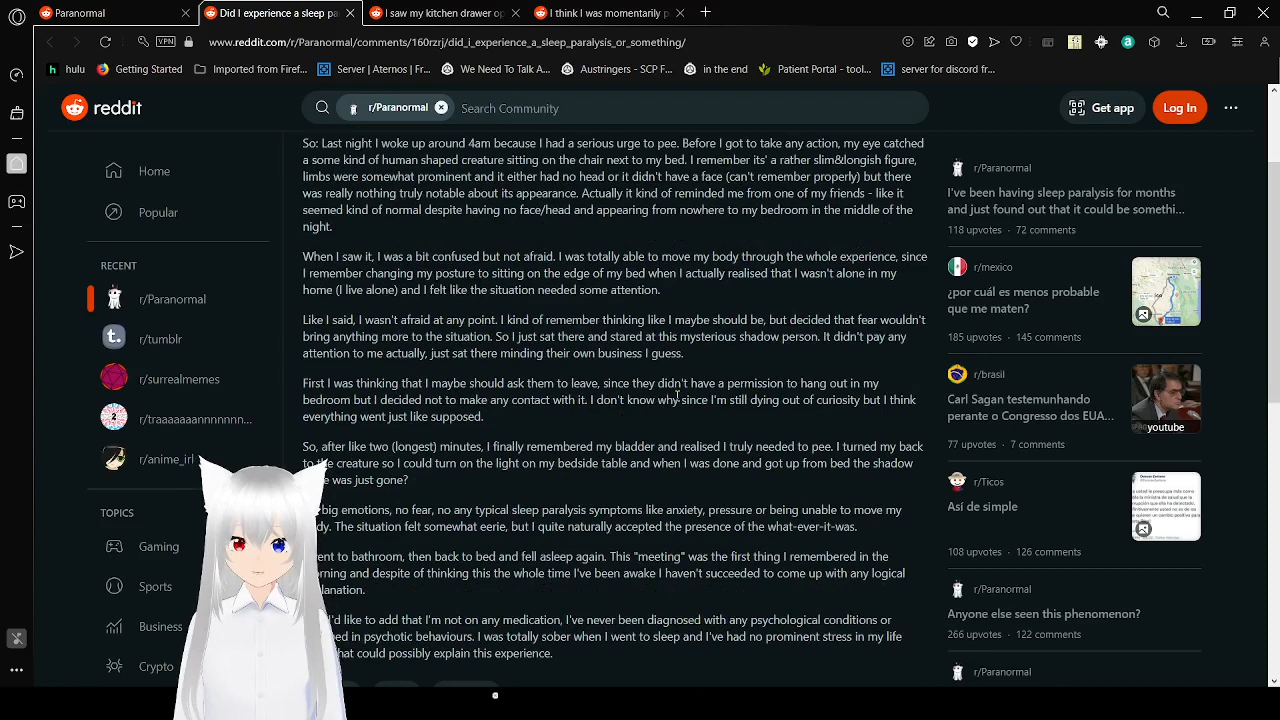 Paranormal
Did I experience a sleep pa
I saw my kitchen drawer op
I think I was momentarily p
VPN
www.reddit.com/r/Paranormal/comments/160rzrj/did_i_experience_a_sleep_paralysis_or_something/
hulu
Getting Started
Imported from Firef...
Server | Aternos | Fr...
We Need To Talk A...
Austringers - SCP F...
in the end
Patient Portal - tool...
server for discord fr...
reddit
r/Paranormal
Search Community
Get app
Log In
Home
Popular
RECENT
r/Paranormal
r/tumblr
r/surrealmemes
r/traaaaaaannnnnnn...
r/anime_irl
TOPICS
Gaming
Sports
Business
Crypto
So: Last night I woke up around 4am because I had a serious urge to pee. Before I got to take any action, my eye catched
a some kind of human shaped creature sitting on the chair next to my bed. I remember its' a rather slim&longish figure,
limbs were somewhat prominent and it either had no head or it didn't have a face (can't remember properly) but there
was really nothing truly notable about its appearance. Actually it kind of reminded me from one of my friends - like it
seemed kind of normal despite having no face/head and appearing from nowhere to my bedroom in the middle of the
night.
When I saw it, I was a bit confused but not afraid. I was totally able to move my body through the whole experience, since
I remember changing my posture to sitting on the edge of my bed when I actually realised that I wasn't alone in my
home (I live alone) and I felt like the situation needed some attention.
Like I said, I wasn't afraid at any point. I kind of remember thinking like I maybe should be, but decided that fear wouldn't
bring anything more to the situation. So I just sat there and stared at this mysterious shadow person. It didn't pay any
attention to me actually, just sat there minding their own business I guess.
First I was thinking that I maybe should ask them to leave, since they didn't have a permission to hang out in my
bedroom but I decided not to make any contact with it. I don't know why since I'm still dying out of curiosity but I think
everything went just like supposed.
So, after like two (longest) minutes, I finally remembered my bladder and realised I truly needed to pee. I turned my back
to the creature so I could turn on the light on my bedside table and when I was done and got up from bed the shadow
was just gone?
emotions like fear, or typical sleep paralysis symptoms like anxiety, pressure or being unable to move my
The situation felt somewhat eerie, but I quite naturally accepted the presence of the what-ever-it-was.
to bathroom, then back to bed and fell asleep again. This "meeting" was the first thing I remembered in the
and despite of thinking this the whole time I've been awake I haven't succeeded to come up with any logical
like to add that I'm not on any medication, I've never been diagnosed with any psychological conditions or
in psychotic behaviours. I was totally sober when I went to sleep and I've had no prominent stress in my life
that could possibly explain this experience.
r/Paranormal
I've been having sleep paralysis for months
and just found out that it could be somethi...
118 upvotes • 72 comments
r/mexico
¿por cuál es menos probable
que me maten?
185 upvotes • 145 comments
r/brasil
Carl Sagan testemunhando
perante o Congresso dos EUA...
youtube
77 upvotes • 7 comments
r/Ticos
Así de simple
108 upvotes • 126 comments
r/Paranormal
Anyone else seen this phenomenon?
266 upvotes • 122 comments
r/Paranormal